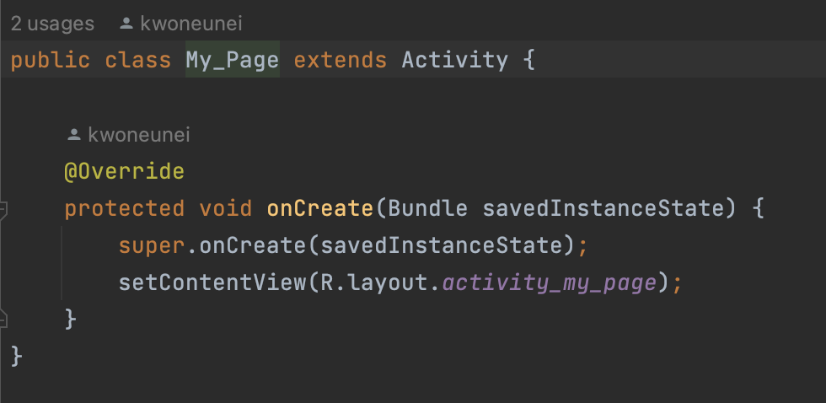 2 usages kwoneunei
public class My_Page extends Activity {
kwoneunei
@Override
protected void onCreate(Bundle savedInstanceState) {
super.onCreate(savedInstanceState);
setContentView(R.layout.activity_my_page);
}
}